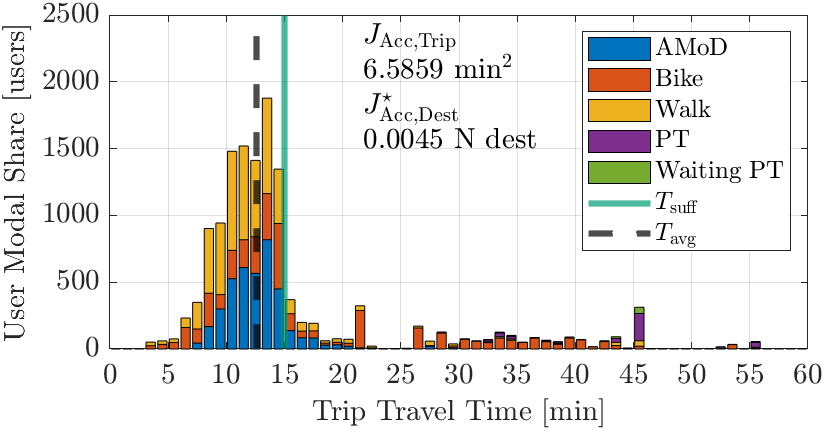 2500
2000
1500
1000
500
0
User Modal Share [users]
J_Acc,Trip
6.5859 min²
J*_Acc,Dest
0.0045 N dest
AMoD
Bike
Walk
PT
Waiting PT
T_suff
T_avg
0 5 10 15 20 25 30 35 40 45 50 55 60
Trip Travel Time [min]